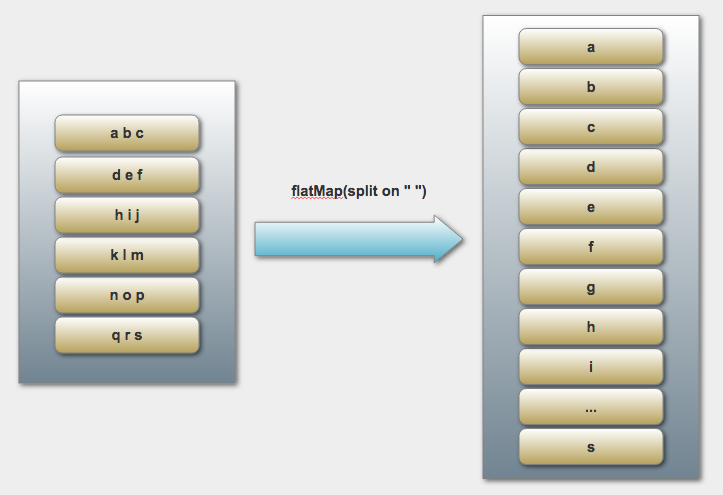 a b c
d e f
h i j
k l m
n o p
q r s
flatMap(split on " ")
a
b
c
d
e
f
g
h
i
...
s